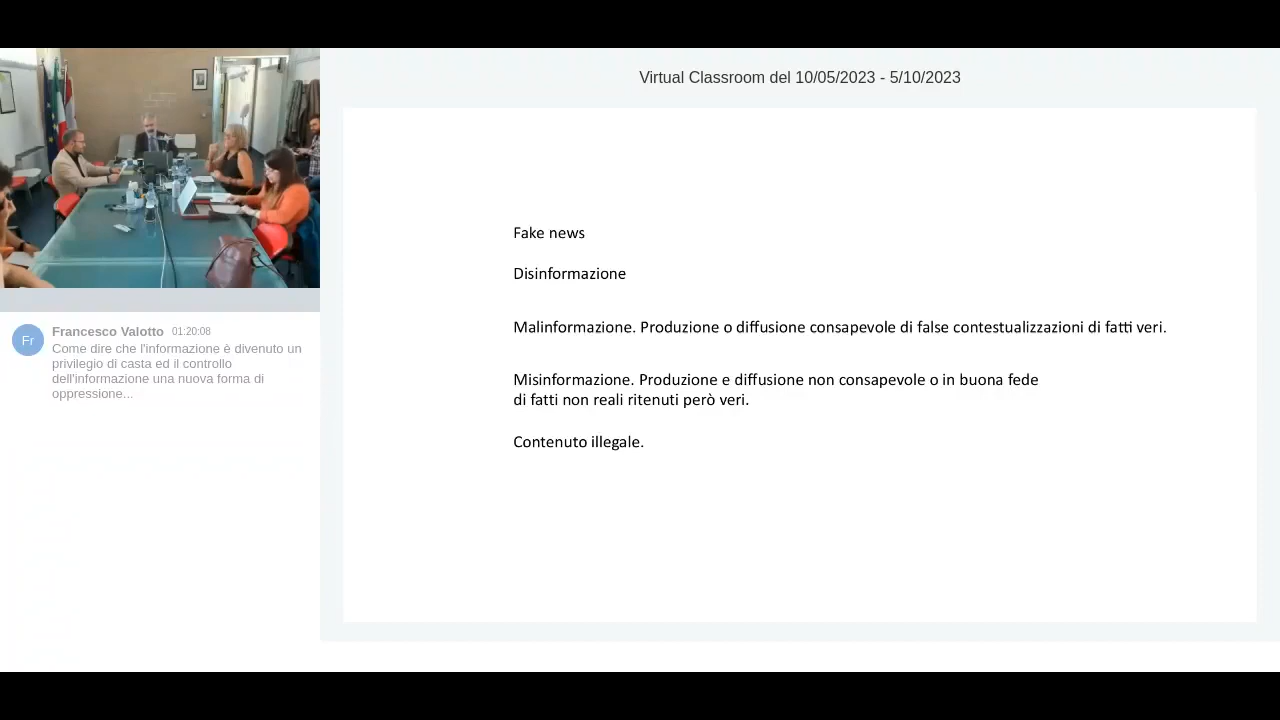 Virtual Classroom del 10/05/2023 - 5/10/2023
Fake news
Disinformazione
Malinformazione. Produzione o diffusione consapevole di false contestualizzazioni di fatti veri.
Misinformazione. Produzione e diffusione non consapevole o in buona fede
di fatti non reali ritenuti però veri.
Contenuto illegale.
Fr
Francesco Valotto 01:20:08
Come dire che l'informazione è divenuto un
privilegio di casta ed il controllo
dell'informazione una nuova forma di
oppressione...